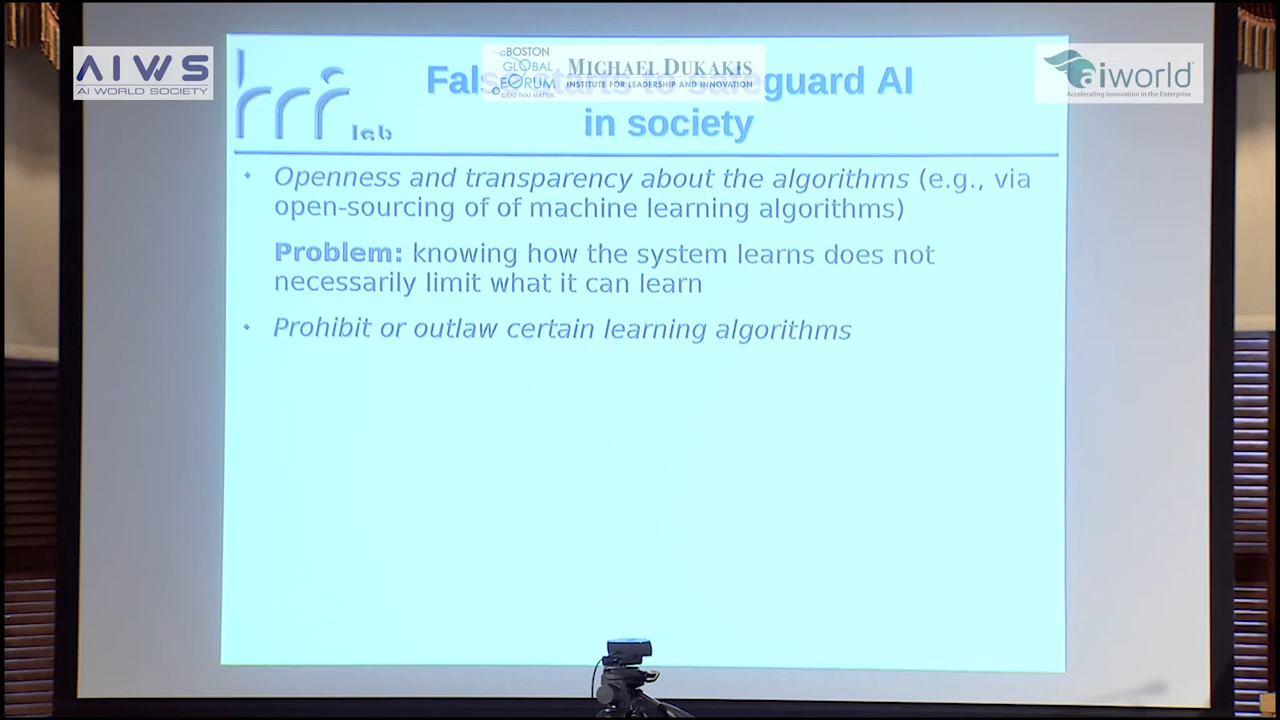 AIWS
AI WORLD SOCIETY
BOSTON
GLOBAL
FORUM
IDEAS THAT MATTER
MICHAEL DUKAKIS
INSTITUTE FOR LEADERSHIP AND INNOVATION
aiworld
Accelerating Innovation in the Enterprise
hri lab
guard AI
in society
• Openness and transparency about the algorithms (e.g., via
open-sourcing of of machine learning algorithms)
Problem: knowing how the system learns does not
necessarily limit what it can learn
• Prohibit or outlaw certain learning algorithms